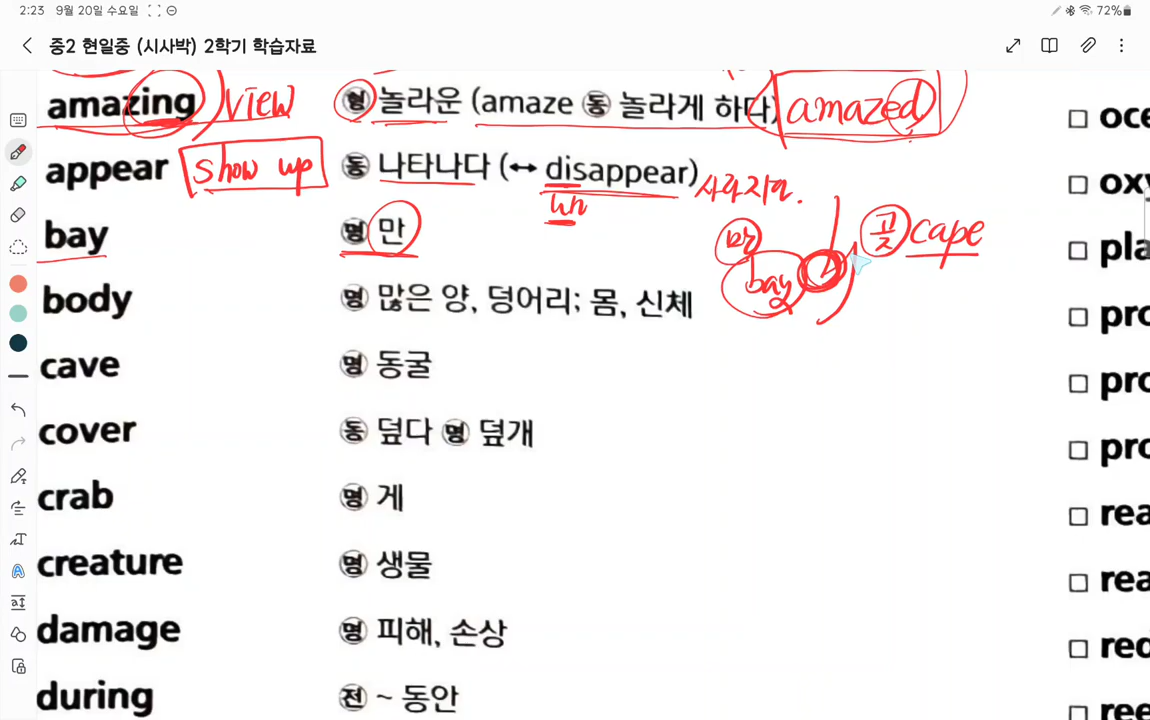 2:23 9월 20일 수요일 72%
중2 현일중 (시사박) 2학기 학습자료
amazing view 형 놀라운 (amaze 동 놀라게 하다) amazed
appear show up 동 나타나다 (↔ disappear) 사라지다.
un
bay 명 만
만 bay 곶 cape
body 명 많은 양, 덩어리; 몸, 신체
cave 명 동굴
cover 동 덮다 명 덮개
crab 명 게
creature 명 생물
damage 명 피해, 손상
during 전 ~ 동안
□ oce
□ oxy
□ pla
□ pro
□ pro
□ pro
□ rea
□ rea
□ red
□ ree